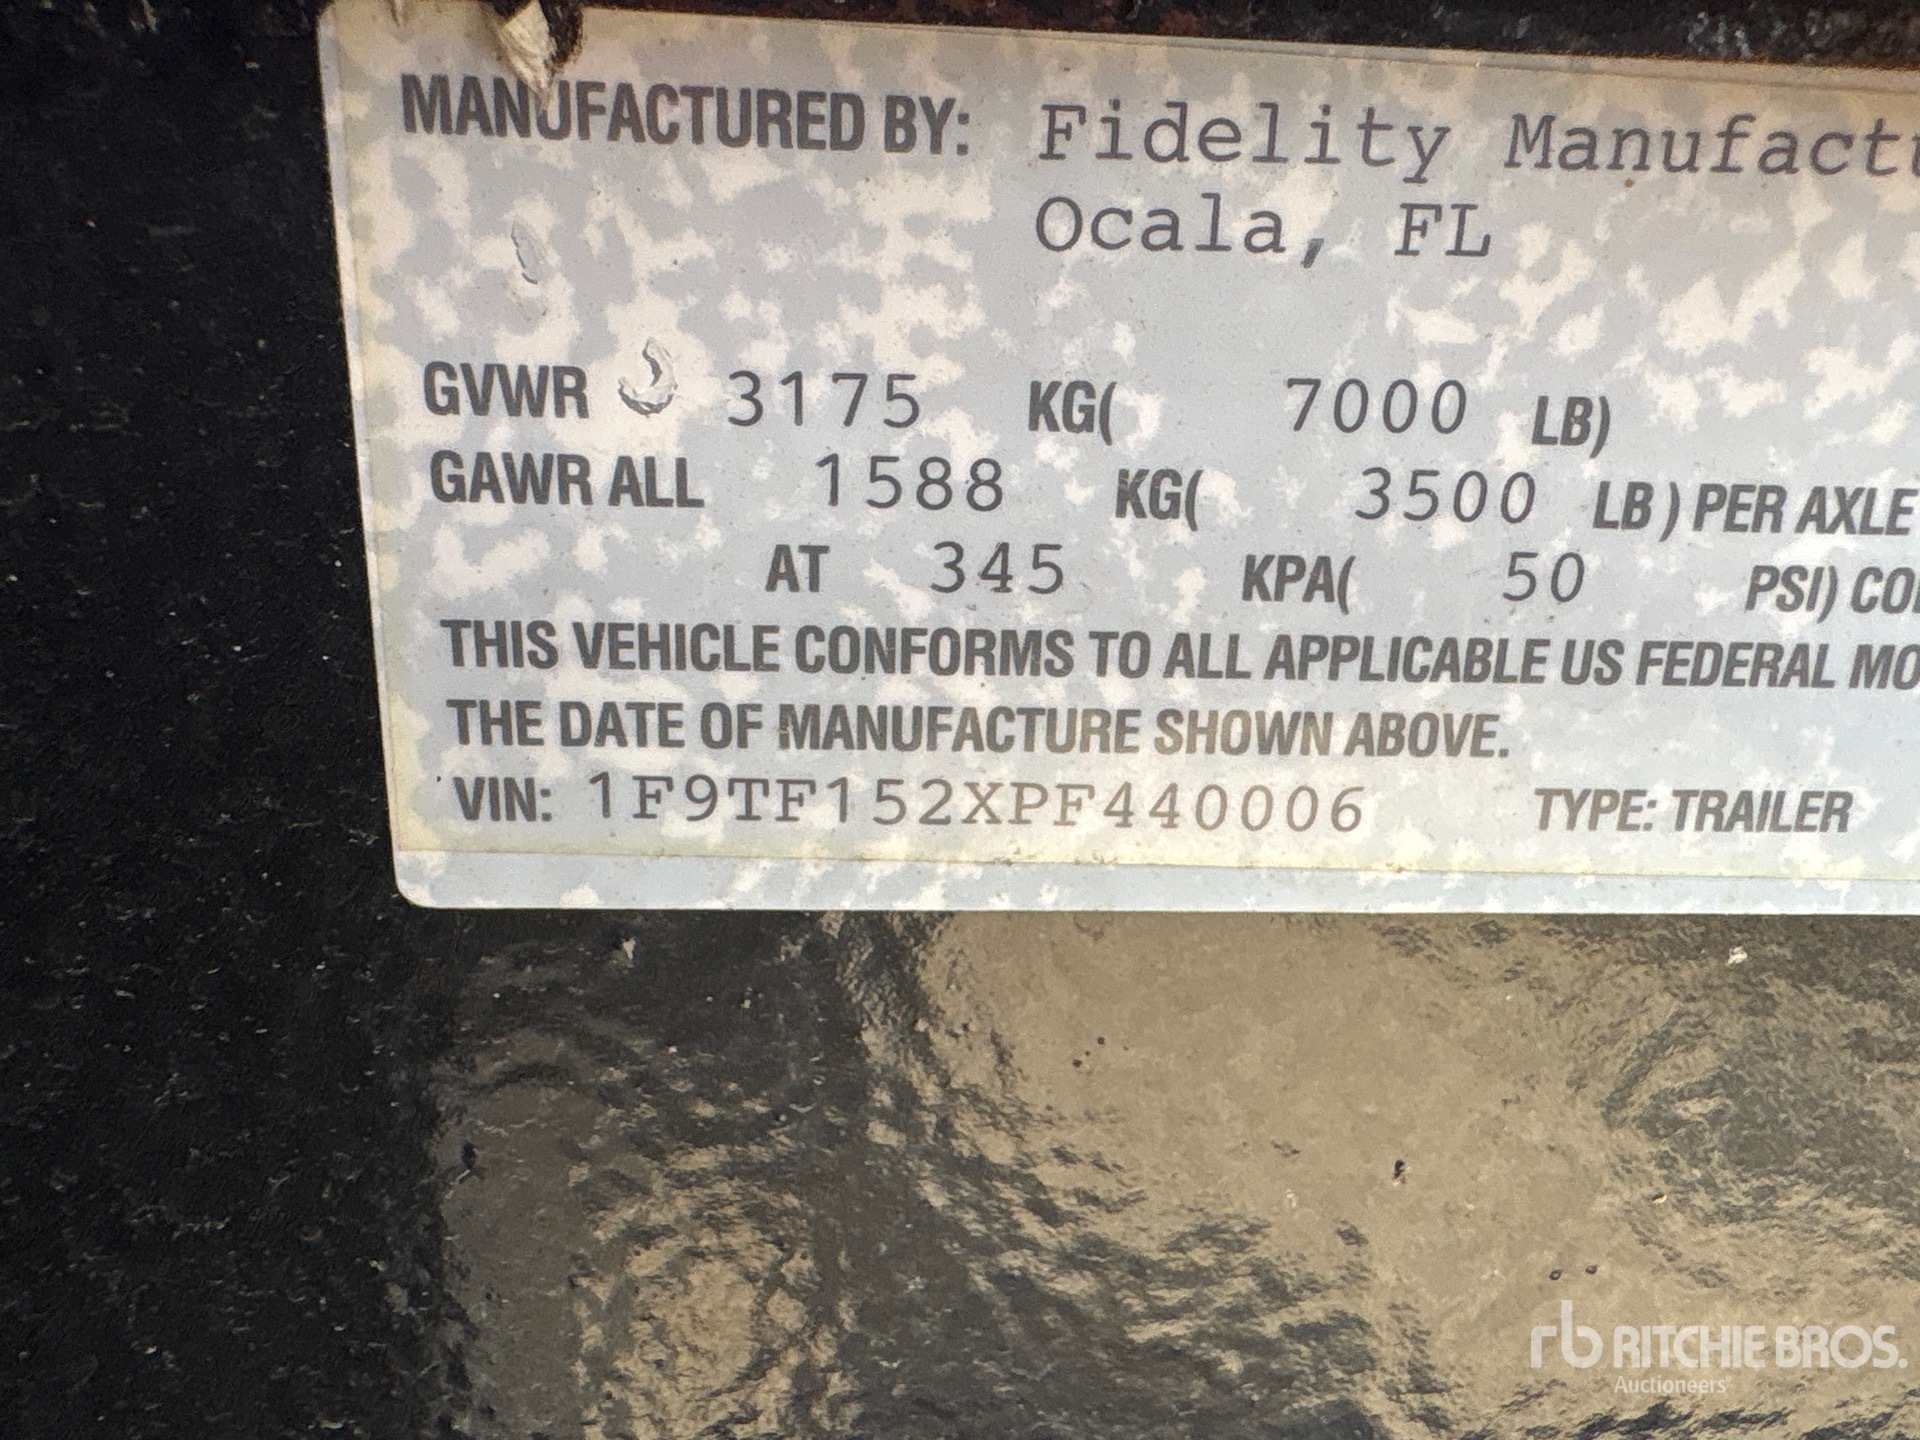 MANUFACTURED BY: Fidelity Manufactu
Ocala, FL
GVWR 3175 KG( 7000 LB)
GAWR ALL 1588 KG( 3500 LB) PER AXLE
AT 345 KPA( 50 PSI) CO
THIS VEHICLE CONFORMS TO ALL APPLICABLE US FEDERAL MO
THE DATE OF MANUFACTURE SHOWN ABOVE.
VIN: 1F9TF152XPF440006 TYPE: TRAILER
rb RITCHIE BROS.
Auctioneers